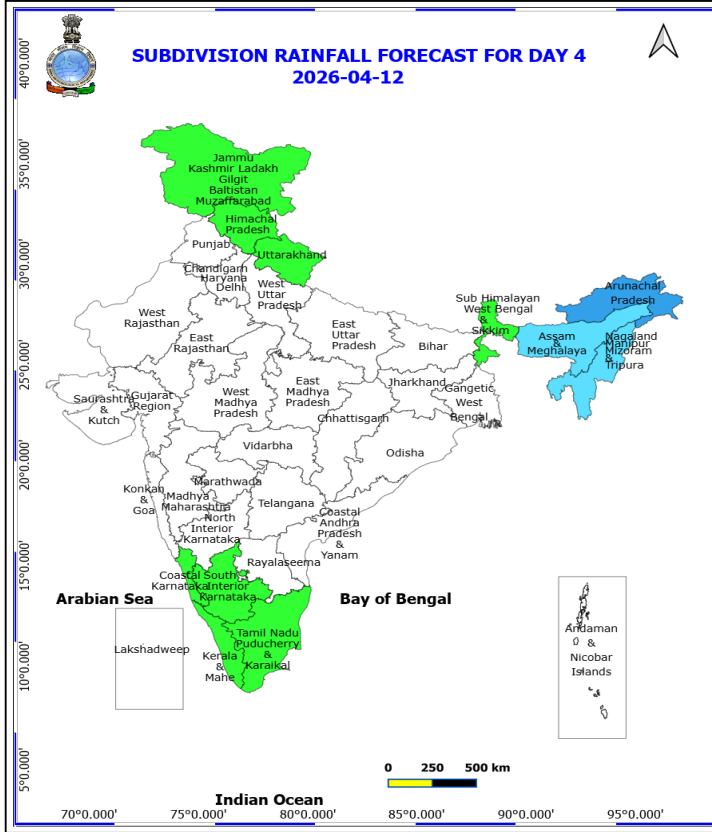 SUBDIVISION RAINFALL FORECAST FOR DAY 4
2026-04-12
40°0.000'
35°0.000'
30°0.000'
25°0.000'
20°0.000'
15°0.000'
10°0.000'
5°0.000'
Jammu
Kashmir Ladakh
Gilgit
Baltistan
Muzaffarabad
Himachal
Pradesh
Punjab
Uttarakhand
Chandigarh
Haryana
Delhi
West
Uttar
Pradesh
West
Rajasthan
East
Rajasthan
East
Uttar
Pradesh
Bihar
Sub Himalayan
West Bengal
&
Sikkim
Arunachal
Pradesh
Assam
&
Meghalaya
Nagaland
Manipur
Mizoram
&
Tripura
Saurashtra
&
Kutch
Gujarat
Region
West
Madhya
Pradesh
East
Madhya
Pradesh
Jharkhand
Gangetic
West
Bengal
Chhattisgarh
Odisha
Vidarbha
Marathwada
Konkan
&
Goa
Madhya
Maharashtra
North
Interior
Karnataka
Telangana
Coastal
Andhra
Pradesh
&
Yanam
Rayalaseema
Coastal
Karnataka
South
Interior
Karnataka
Arabian Sea
Bay of Bengal
Lakshadweep
Kerala
&
Mahe
Tamil Nadu
Puducherry
&
Karaikal
Andaman
&
Nicobar
Islands
0 250 500 km
Indian Ocean
70°0.000' 75°0.000' 80°0.000' 85°0.000' 90°0.000' 95°0.000'